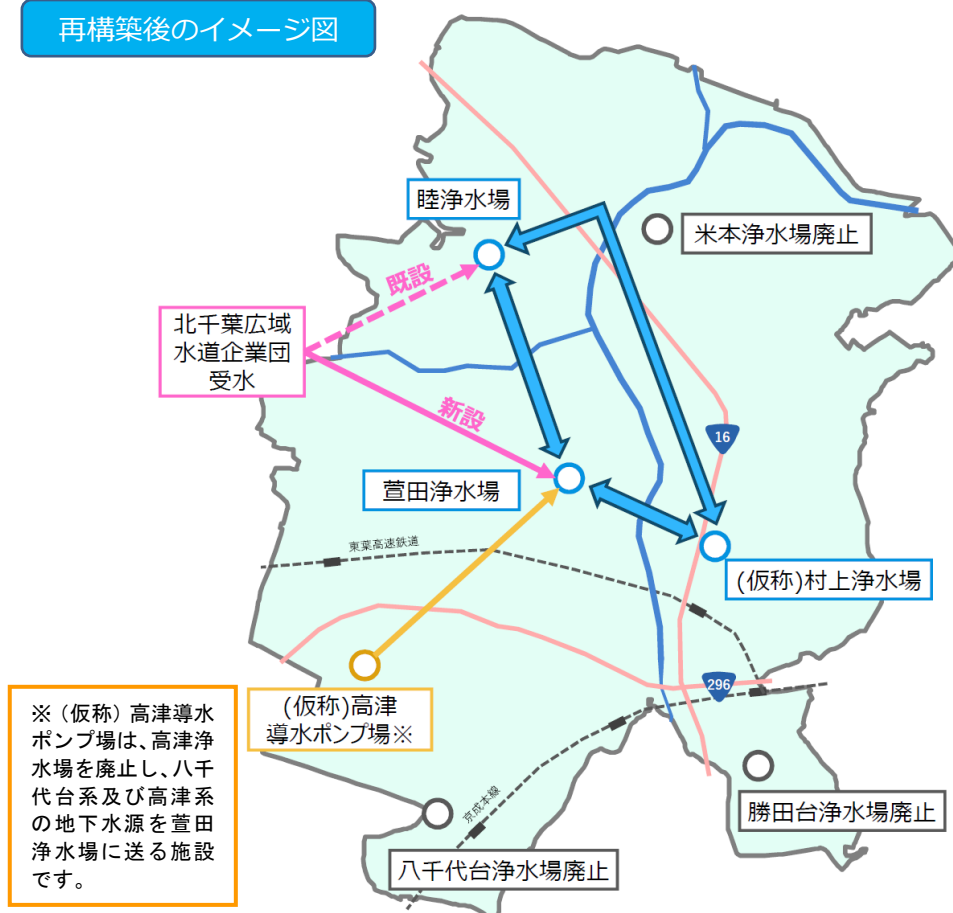 再構築後のイメージ図
睦浄水場
米本浄水場廃止
既設
北千葉広域
水道企業団
受水
新設
16
萱田浄水場
東葉高速鉄道
(仮称)村上浄水場
296
(仮称)高津
導水ポンプ場※
※（仮称）高津導水
ポンプ場は、高津浄
水場を廃止し、八千
代台系及び高津系
の地下水源を萱田
浄水場に送る施設
です。
京成本線
勝田台浄水場廃止
八千代台浄水場廃止